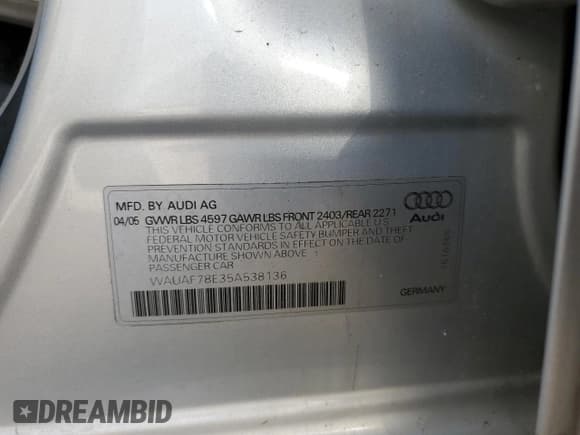 MFD. BY AUDI AG
04/05 GVWR LBS 4597 GAWR LBS FRONT 2403/REAR 2271
THIS VEHICLE CONFORMS TO ALL APPLICABLE U.S.
FEDERAL MOTOR VEHICLE SAFETY BUMPER AND THEFT
PREVENTION STANDARDS IN EFFECT ON THE DATE OF
MANUFACTURE SHOWN ABOVE
PASSENGER CAR
WAUAF78E35A538136
Audi
GERMANY
DREAMBID